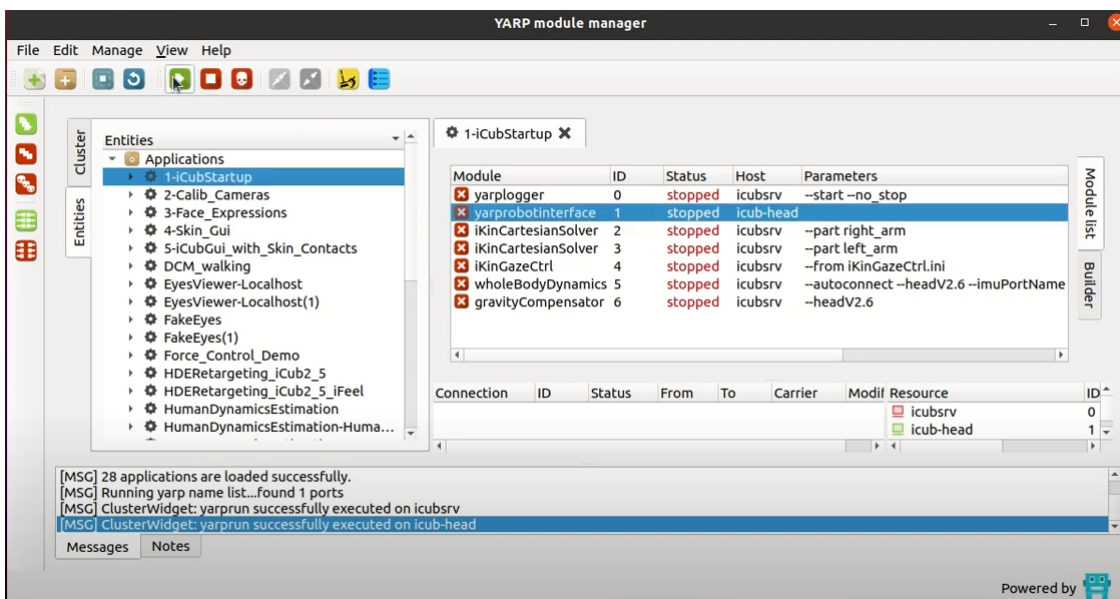 YARP module manager
File Edit Manage View Help
Cluster
Entities
Entities
Applications
1-iCubStartup
2-Calib_Cameras
3-Face_Expressions
4-Skin_Gui
5-iCubGui_with_Skin_Contacts
DCM_walking
EyesViewer-Localhost
EyesViewer-Localhost(1)
FakeEyes
FakeEyes(1)
Force_Control_Demo
HDERetargeting_iCub2_5
HDERetargeting_iCub2_5_iFeel
HumanDynamicsEstimation
HumanDynamicsEstimation-Huma...
1-iCubStartup
Module ID Status Host Parameters
yarplogger 0 stopped icubsrv --start --no_stop
yarprobotinterface 1 stopped icub-head
iKinCartesianSolver 2 stopped icubsrv --part right_arm
iKinCartesianSolver 3 stopped icubsrv --part left_arm
iKinGazeCtrl 4 stopped icubsrv --from iKinGazeCtrl.ini
wholeBodyDynamics 5 stopped icubsrv --autoconnect --headV2.6 --imuPortName
gravityCompensator 6 stopped icubsrv --headV2.6
Module list
Builder
Connection ID Status From To Carrier Modif Resource ID
icubsrv 0
icub-head 1
[MSG] 28 applications are loaded successfully.
[MSG] Running yarp name list...found 1 ports
[MSG] ClusterWidget: yarprun successfully executed on icubsrv
[MSG] ClusterWidget: yarprun successfully executed on icub-head
Messages Notes
Powered by